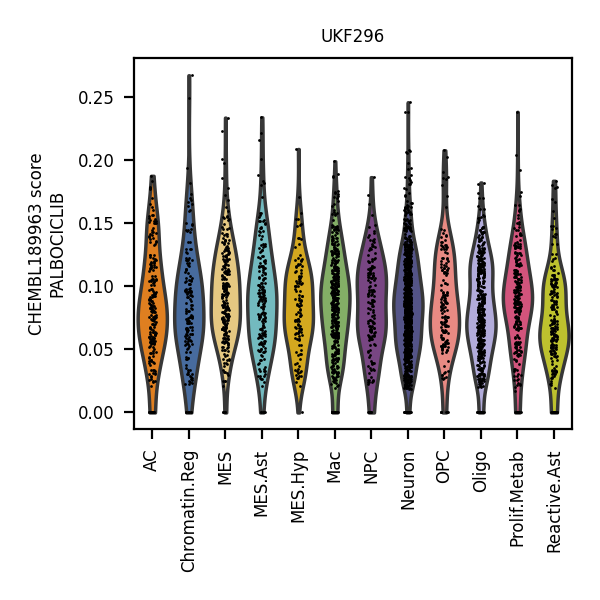 UKF296
CHEMBL189963 score
PALBOCICLIB
0.25
0.20
0.15
0.10
0.05
0.00
AC
Chromatin.Reg
MES
MES.Ast
MES.Hyp
Mac
NPC
Neuron
OPC
Oligo
Prolif.Metab
Reactive.Ast